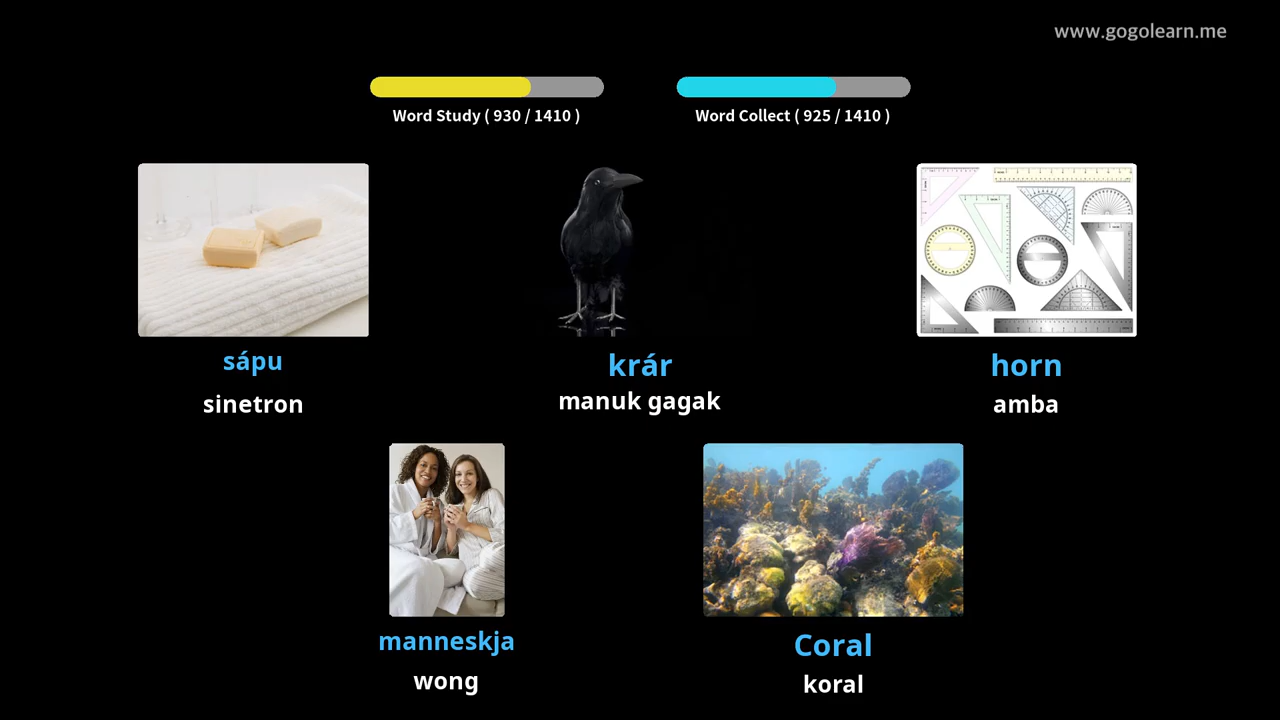 www.gogolearn.me
Word Study ( 930 / 1410 )
Word Collect ( 925 / 1410 )
sápu
sinetron
krár
manuk gagak
horn
amba
manneskja
wong
Coral
koral